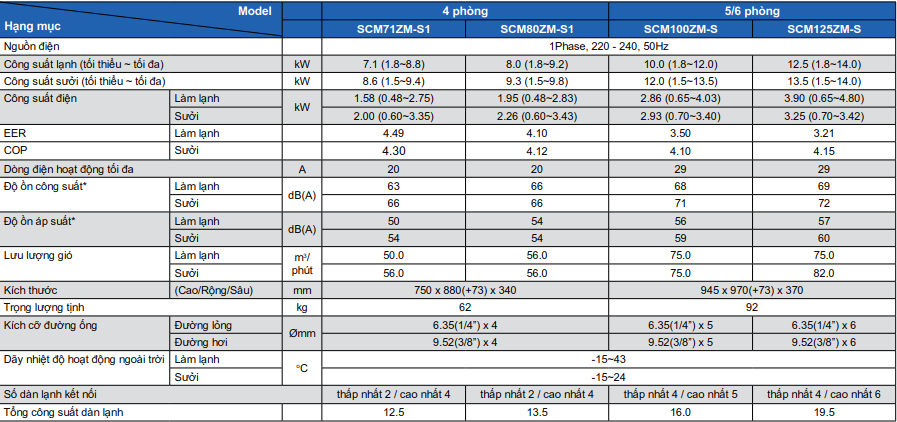 Model 4 phòng 5/6 phòng
Hạng mục SCM71ZM-S1 SCM80ZM-S1 SCM100ZM-S SCM125ZM-S
Nguồn điện 1Phase, 220 - 240, 50Hz
Công suất lạnh (tối thiểu ~ tối đa) kW 7.1 (1.8~8.8) 8.0 (1.8~9.2) 10.0 (1.8~12.0) 12.5 (1.8~14.0)
Công suất sưởi (tối thiểu ~ tối đa) kW 8.6 (1.5~9.4) 9.3 (1.5~9.8) 12.0 (1.5~13.5) 13.5 (1.5~14.0)
Công suất điện Làm lạnh kW 1.58 (0.48~2.75) 1.95 (0.48~2.83) 2.86 (0.65~4.03) 3.90 (0.65~4.80)
Sưởi 2.00 (0.60~3.35) 2.26 (0.60~3.43) 2.93 (0.70~3.40) 3.25 (0.70~3.42)
EER Làm lạnh 4.49 4.10 3.50 3.21
COP Sưởi 4.30 4.12 4.10 4.15
Dòng điện hoạt động tối đa A 20 20 29 29
Độ ồn công suất* Làm lạnh dB(A) 63 66 68 69
Sưởi 66 66 71 72
Độ ồn áp suất* Làm lạnh dB(A) 50 54 56 57
Sưởi 54 54 59 60
Lưu lượng gió Làm lạnh m³/phút 50.0 56.0 75.0 75.0
Sưởi 56.0 56.0 75.0 82.0
Kích thước (Cao/Rộng/Sâu) mm 750 x 880(+73) x 340 945 x 970(+73) x 370
Trọng lượng tịnh kg 62 92
Kích cỡ đường ống Đường lỏng Ømm 6.35(1/4") x 4 6.35(1/4") x 5 6.35(1/4") x 6
Đường hơi 9.52(3/8") x 4 9.52(3/8") x 5 9.52(3/8") x 6
Dãy nhiệt độ hoạt động ngoài trời Làm lạnh °C -15~43
Sưởi -15~24
Số dàn lạnh kết nối thấp nhất 2 / cao nhất 4 thấp nhất 2 / cao nhất 4 thấp nhất 4 / cao nhất 5 thấp nhất 4 / cao nhất 6
Tổng công suất dàn lạnh 12.5 13.5 16.0 19.5